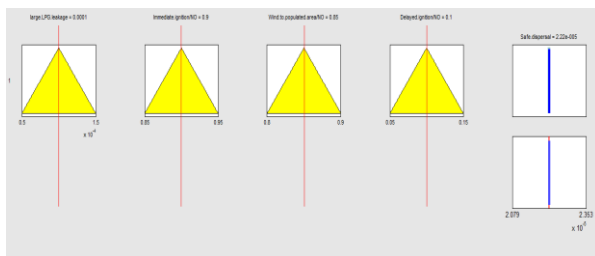 large.LPG.leakage = 0.0001
Immediate.ignition/NO = 0.9
Wind.to.populated.area/NO = 0.85
Delayed.ignition/NO = 0.1
Safe.dispersal = 2.22e-005
1
0.5 1.5
x 10⁻⁴
0.85 0.95
0.8 0.9
0.05 0.15
2.079 2.353
x 10⁻⁵